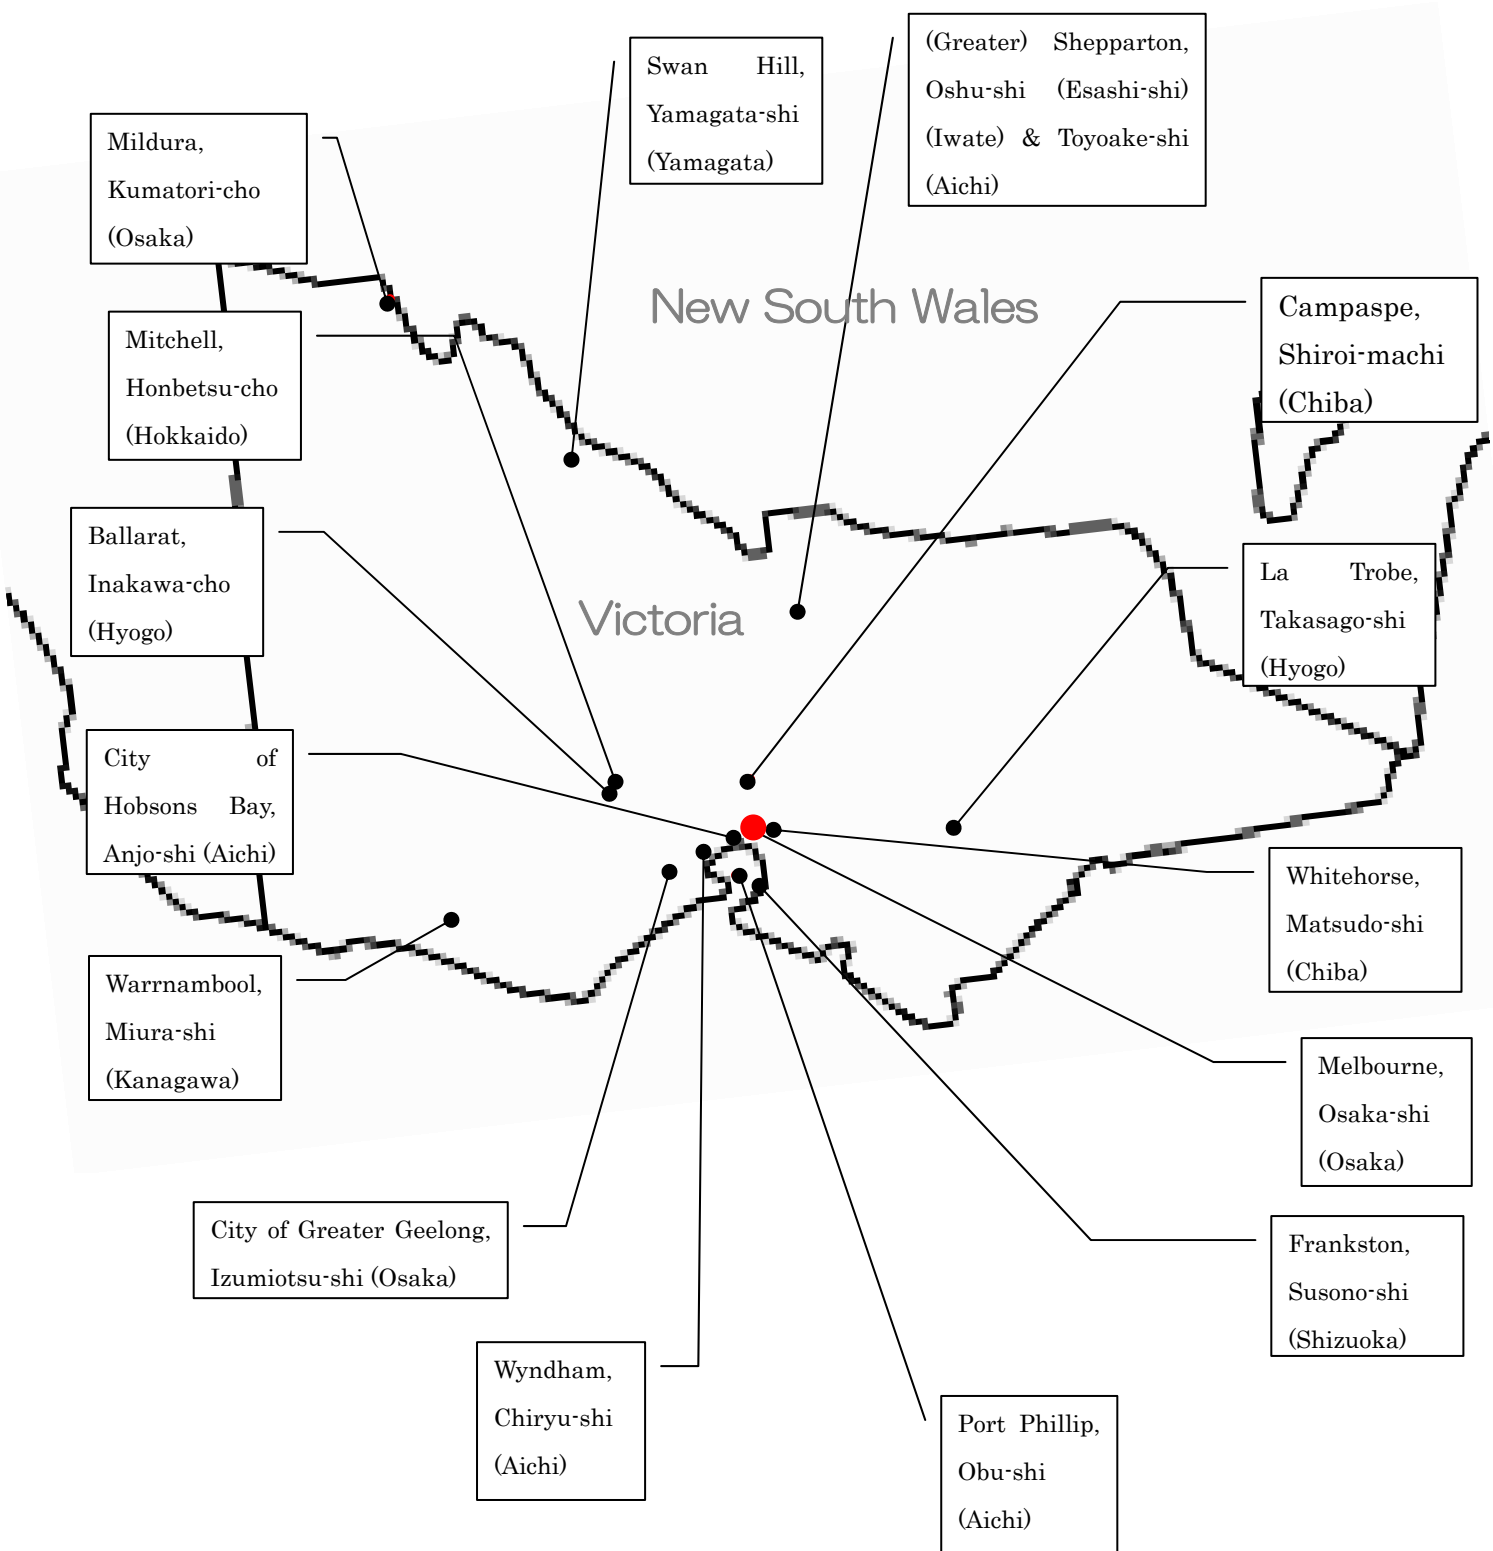 (Greater) Shepparton,
Oshu-shi (Esashi-shi)
(Iwate) & Toyoake-shi
(Aichi)
Swan Hill,
Yamagata-shi
(Yamagata)
Mildura,
Kumatori-cho
(Osaka)
New South Wales
Campaspe,
Shiroi-machi
(Chiba)
Mitchell,
Honbetsu-cho
(Hokkaido)
Ballarat,
Inakawa-cho
(Hyogo)
La Trobe,
Takasago-shi
(Hyogo)
Victoria
City of
Hobsons Bay,
Anjo-shi (Aichi)
Whitehorse,
Matsudo-shi
(Chiba)
Warrnambool,
Miura-shi
(Kanagawa)
Melbourne,
Osaka-shi
(Osaka)
City of Greater Geelong,
Izumiotsu-shi (Osaka)
Frankston,
Susono-shi
(Shizuoka)
Wyndham,
Chiryu-shi
(Aichi)
Port Phillip,
Obu-shi
(Aichi)